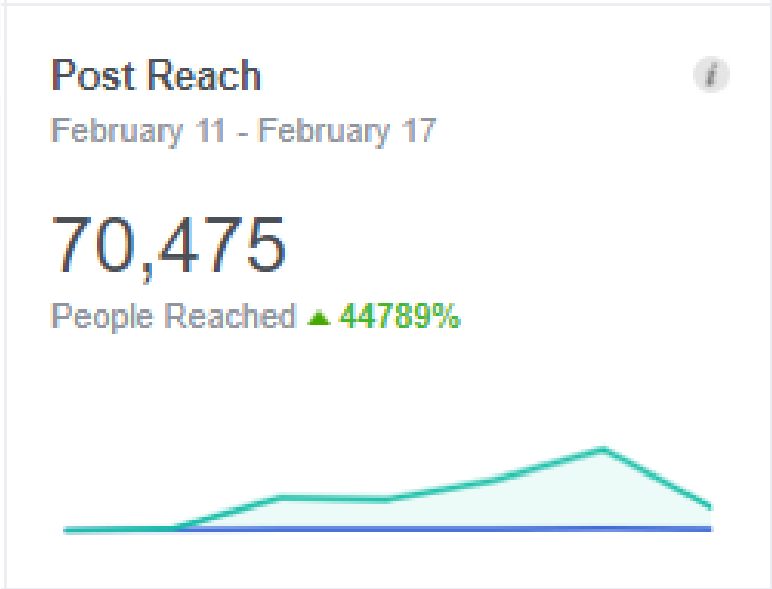 Post Reach
i
February 11 - February 17
70,475
People Reached ▲ 44789%